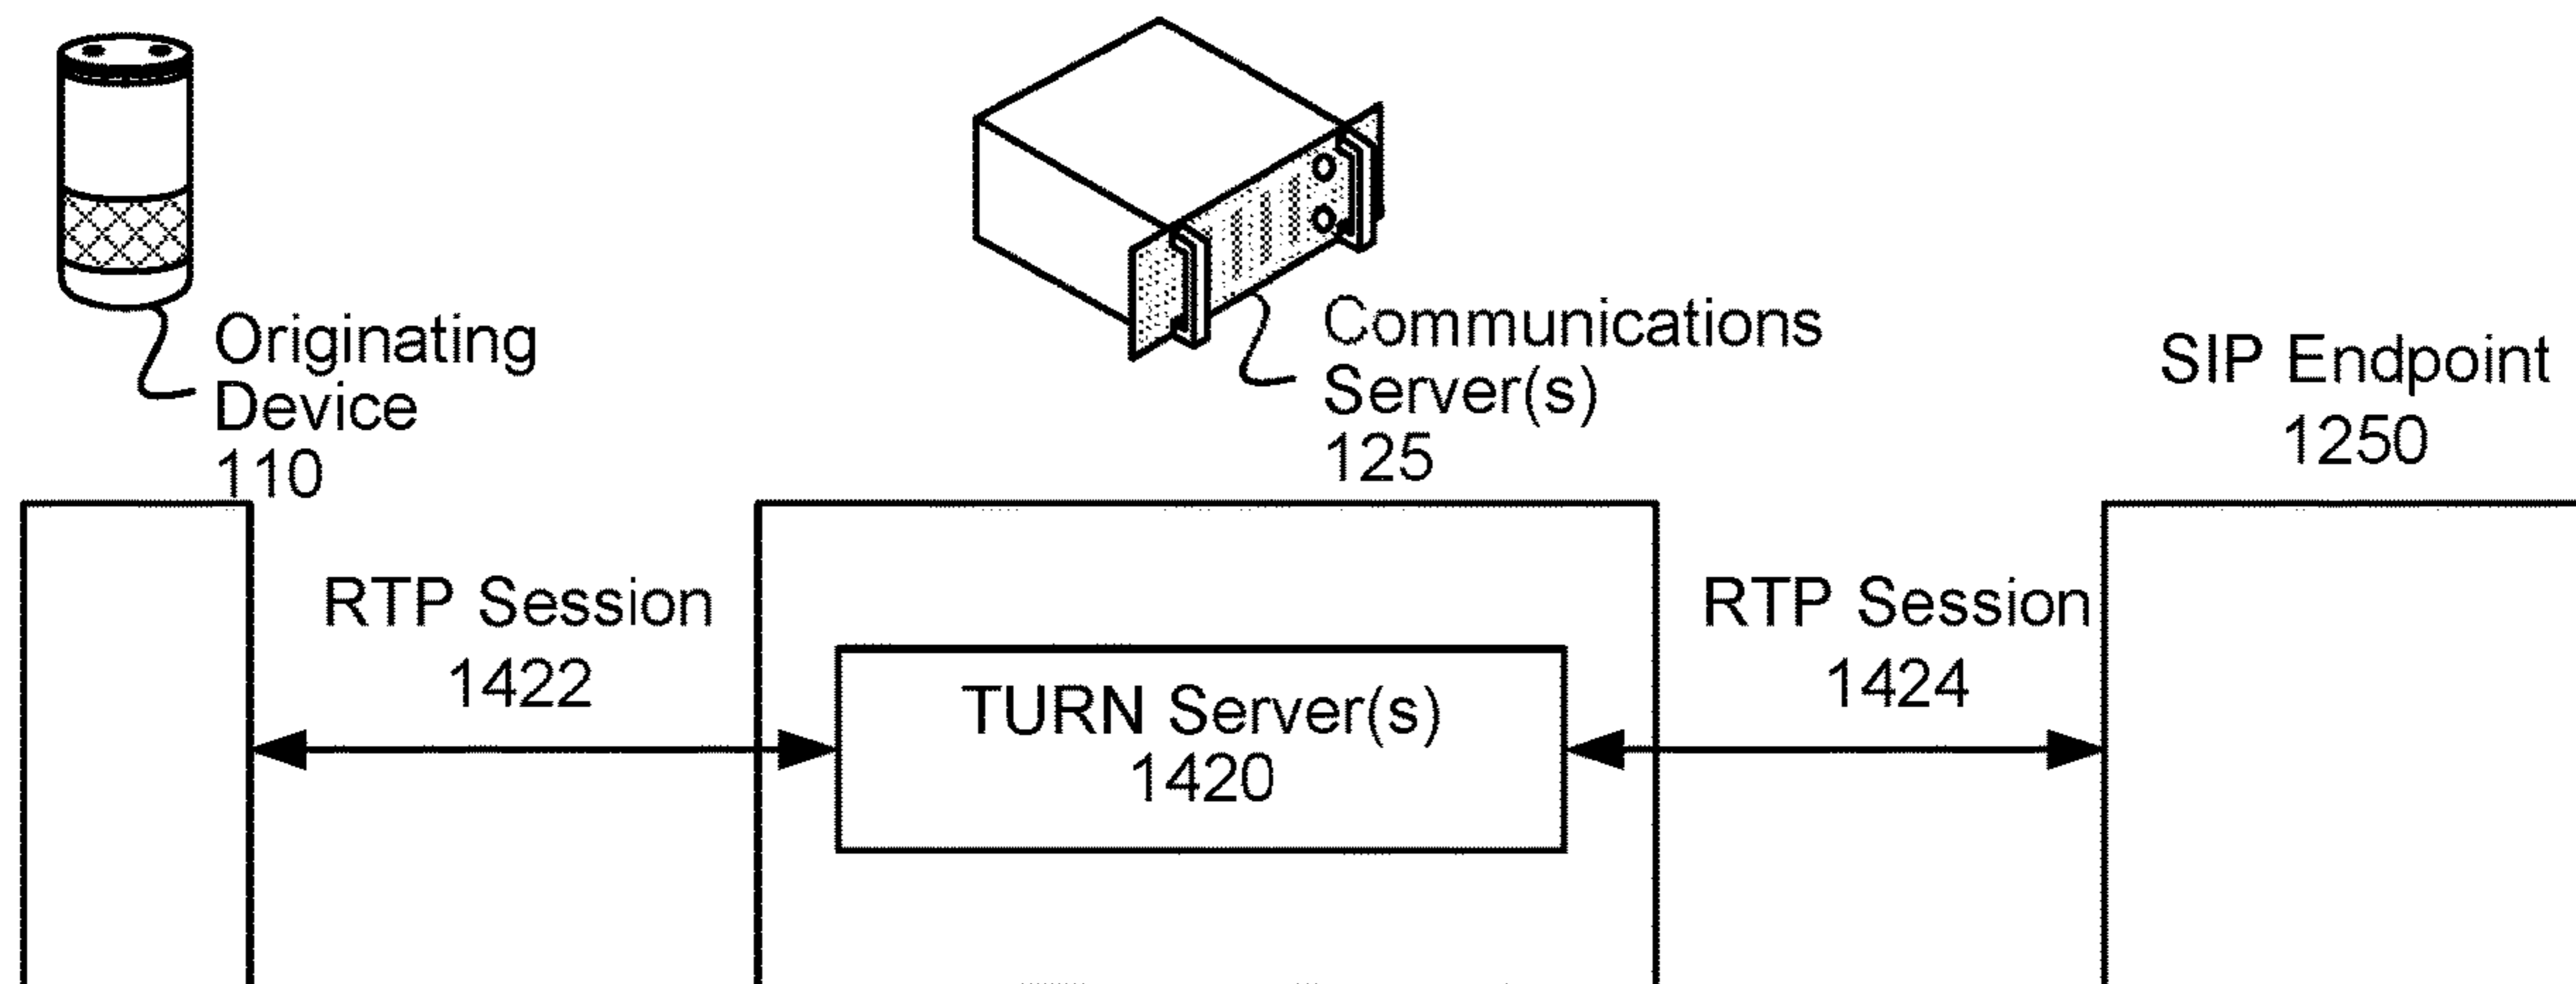 Originating
Device
110
Communications
Server(s)
125
SIP Endpoint
1250
RTP Session
1422
TURN Server(s)
1420
RTP Session
1424